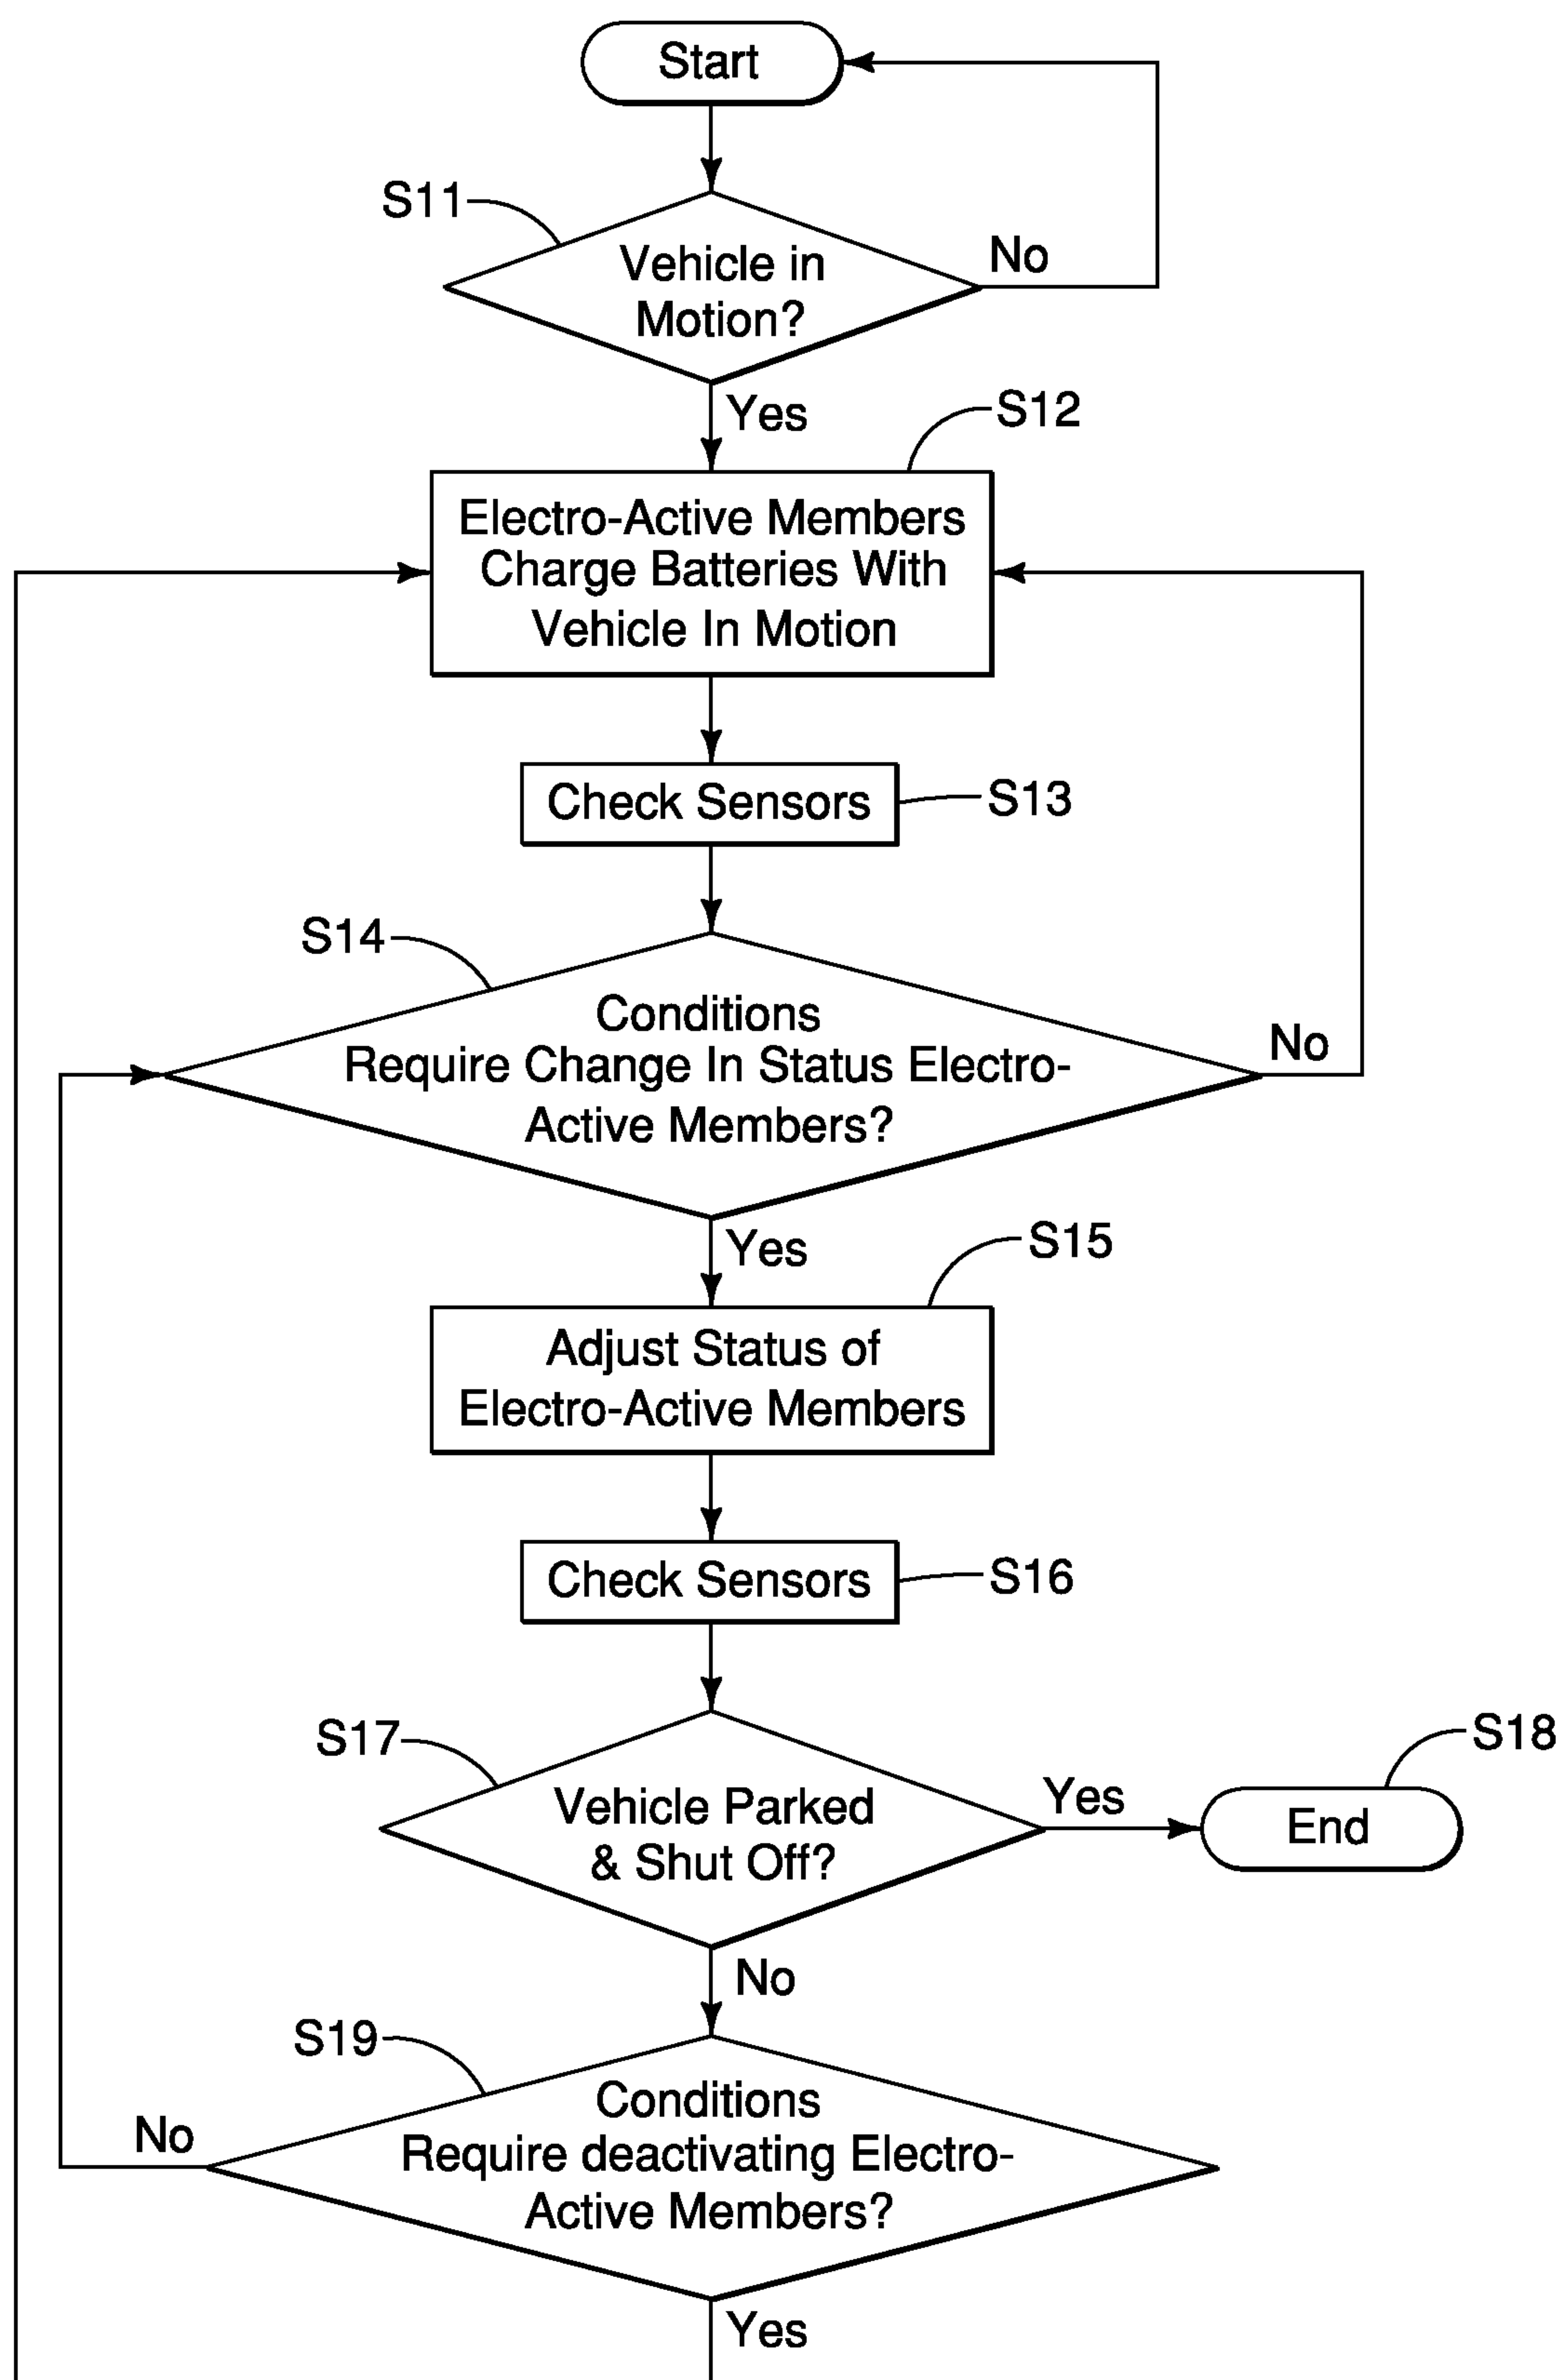 Start
S11
Vehicle in
Motion?
No
Yes
S12
Electro-Active Members
Charge Batteries With
Vehicle In Motion
Check Sensors
S13
S14
Conditions
Require Change In Status Electro-
Active Members?
No
Yes
S15
Adjust Status of
Electro-Active Members
Check Sensors
S16
S17
Vehicle Parked
& Shut Off?
Yes
S18
End
No
S19
Conditions
Require deactivating Electro-
Active Members?
No
Yes